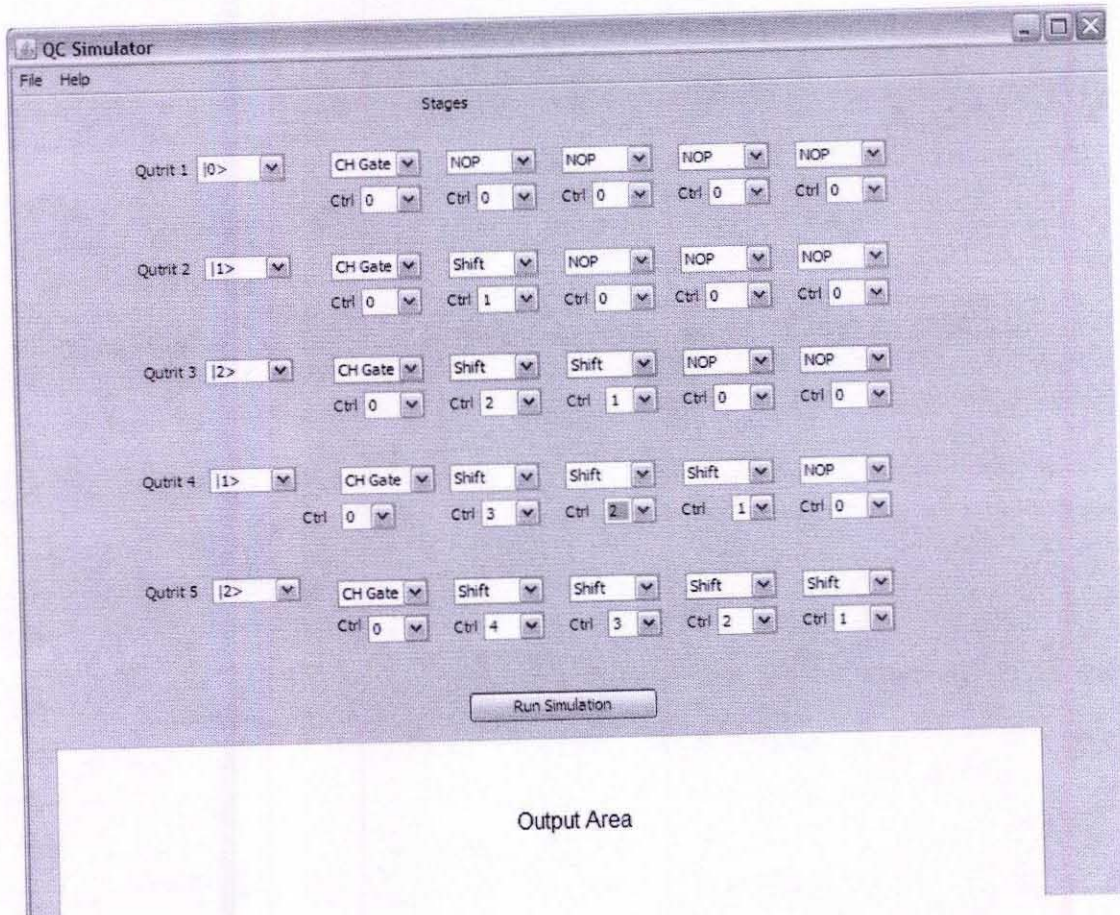 QC Simulator
File Help
Stages
Qutrit 1 |0> CH Gate NOP NOP NOP NOP
Ctrl 0 Ctrl 0 Ctrl 0 Ctrl 0 Ctrl 0
Qutrit 2 |1> CH Gate Shift NOP NOP NOP
Ctrl 0 Ctrl 1 Ctrl 0 Ctrl 0 Ctrl 0
Qutrit 3 |2> CH Gate Shift Shift NOP NOP
Ctrl 0 Ctrl 2 Ctrl 1 Ctrl 0 Ctrl 0
Qutrit 4 |1> CH Gate Shift Shift Shift NOP
Ctrl 0 Ctrl 3 Ctrl 2 Ctrl 1 Ctrl 0
Qutrit 5 |2> CH Gate Shift Shift Shift Shift
Ctrl 0 Ctrl 4 Ctrl 3 Ctrl 2 Ctrl 1
Run Simulation
Output Area